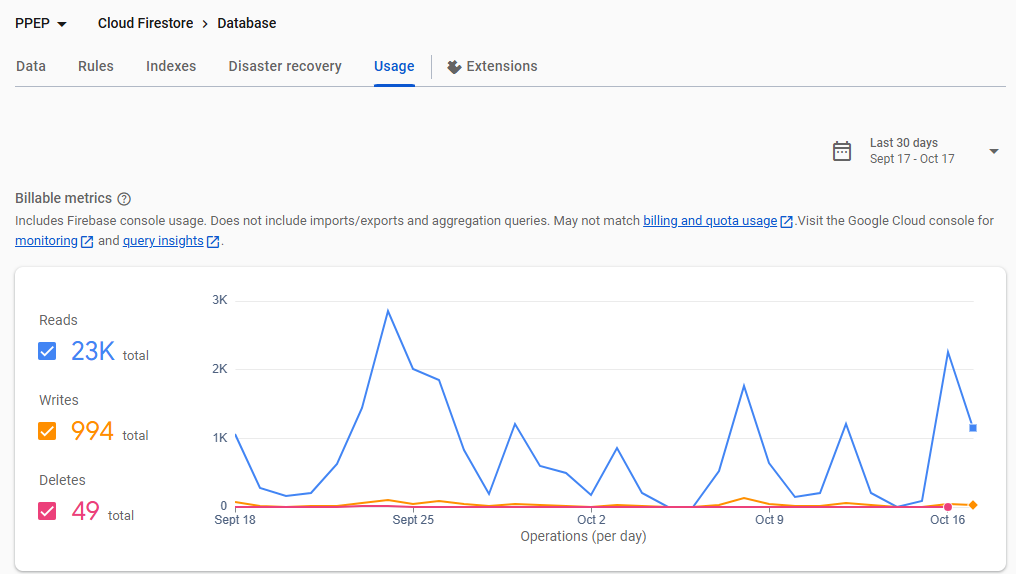 PPEP Cloud Firestore > Database
Data Rules Indexes Disaster recovery Usage Extensions
Last 30 days
Sept 17 - Oct 17
Billable metrics ?
Includes Firebase console usage. Does not include imports/exports and aggregation queries. May not match billing and quota usage .Visit the Google Cloud console for
monitoring and query insights .
Reads
23K total
Writes
994 total
Deletes
49 total
3K
2K
1K
0
Sept 18 Sept 25 Oct 2 Oct 9 Oct 16
Operations (per day)